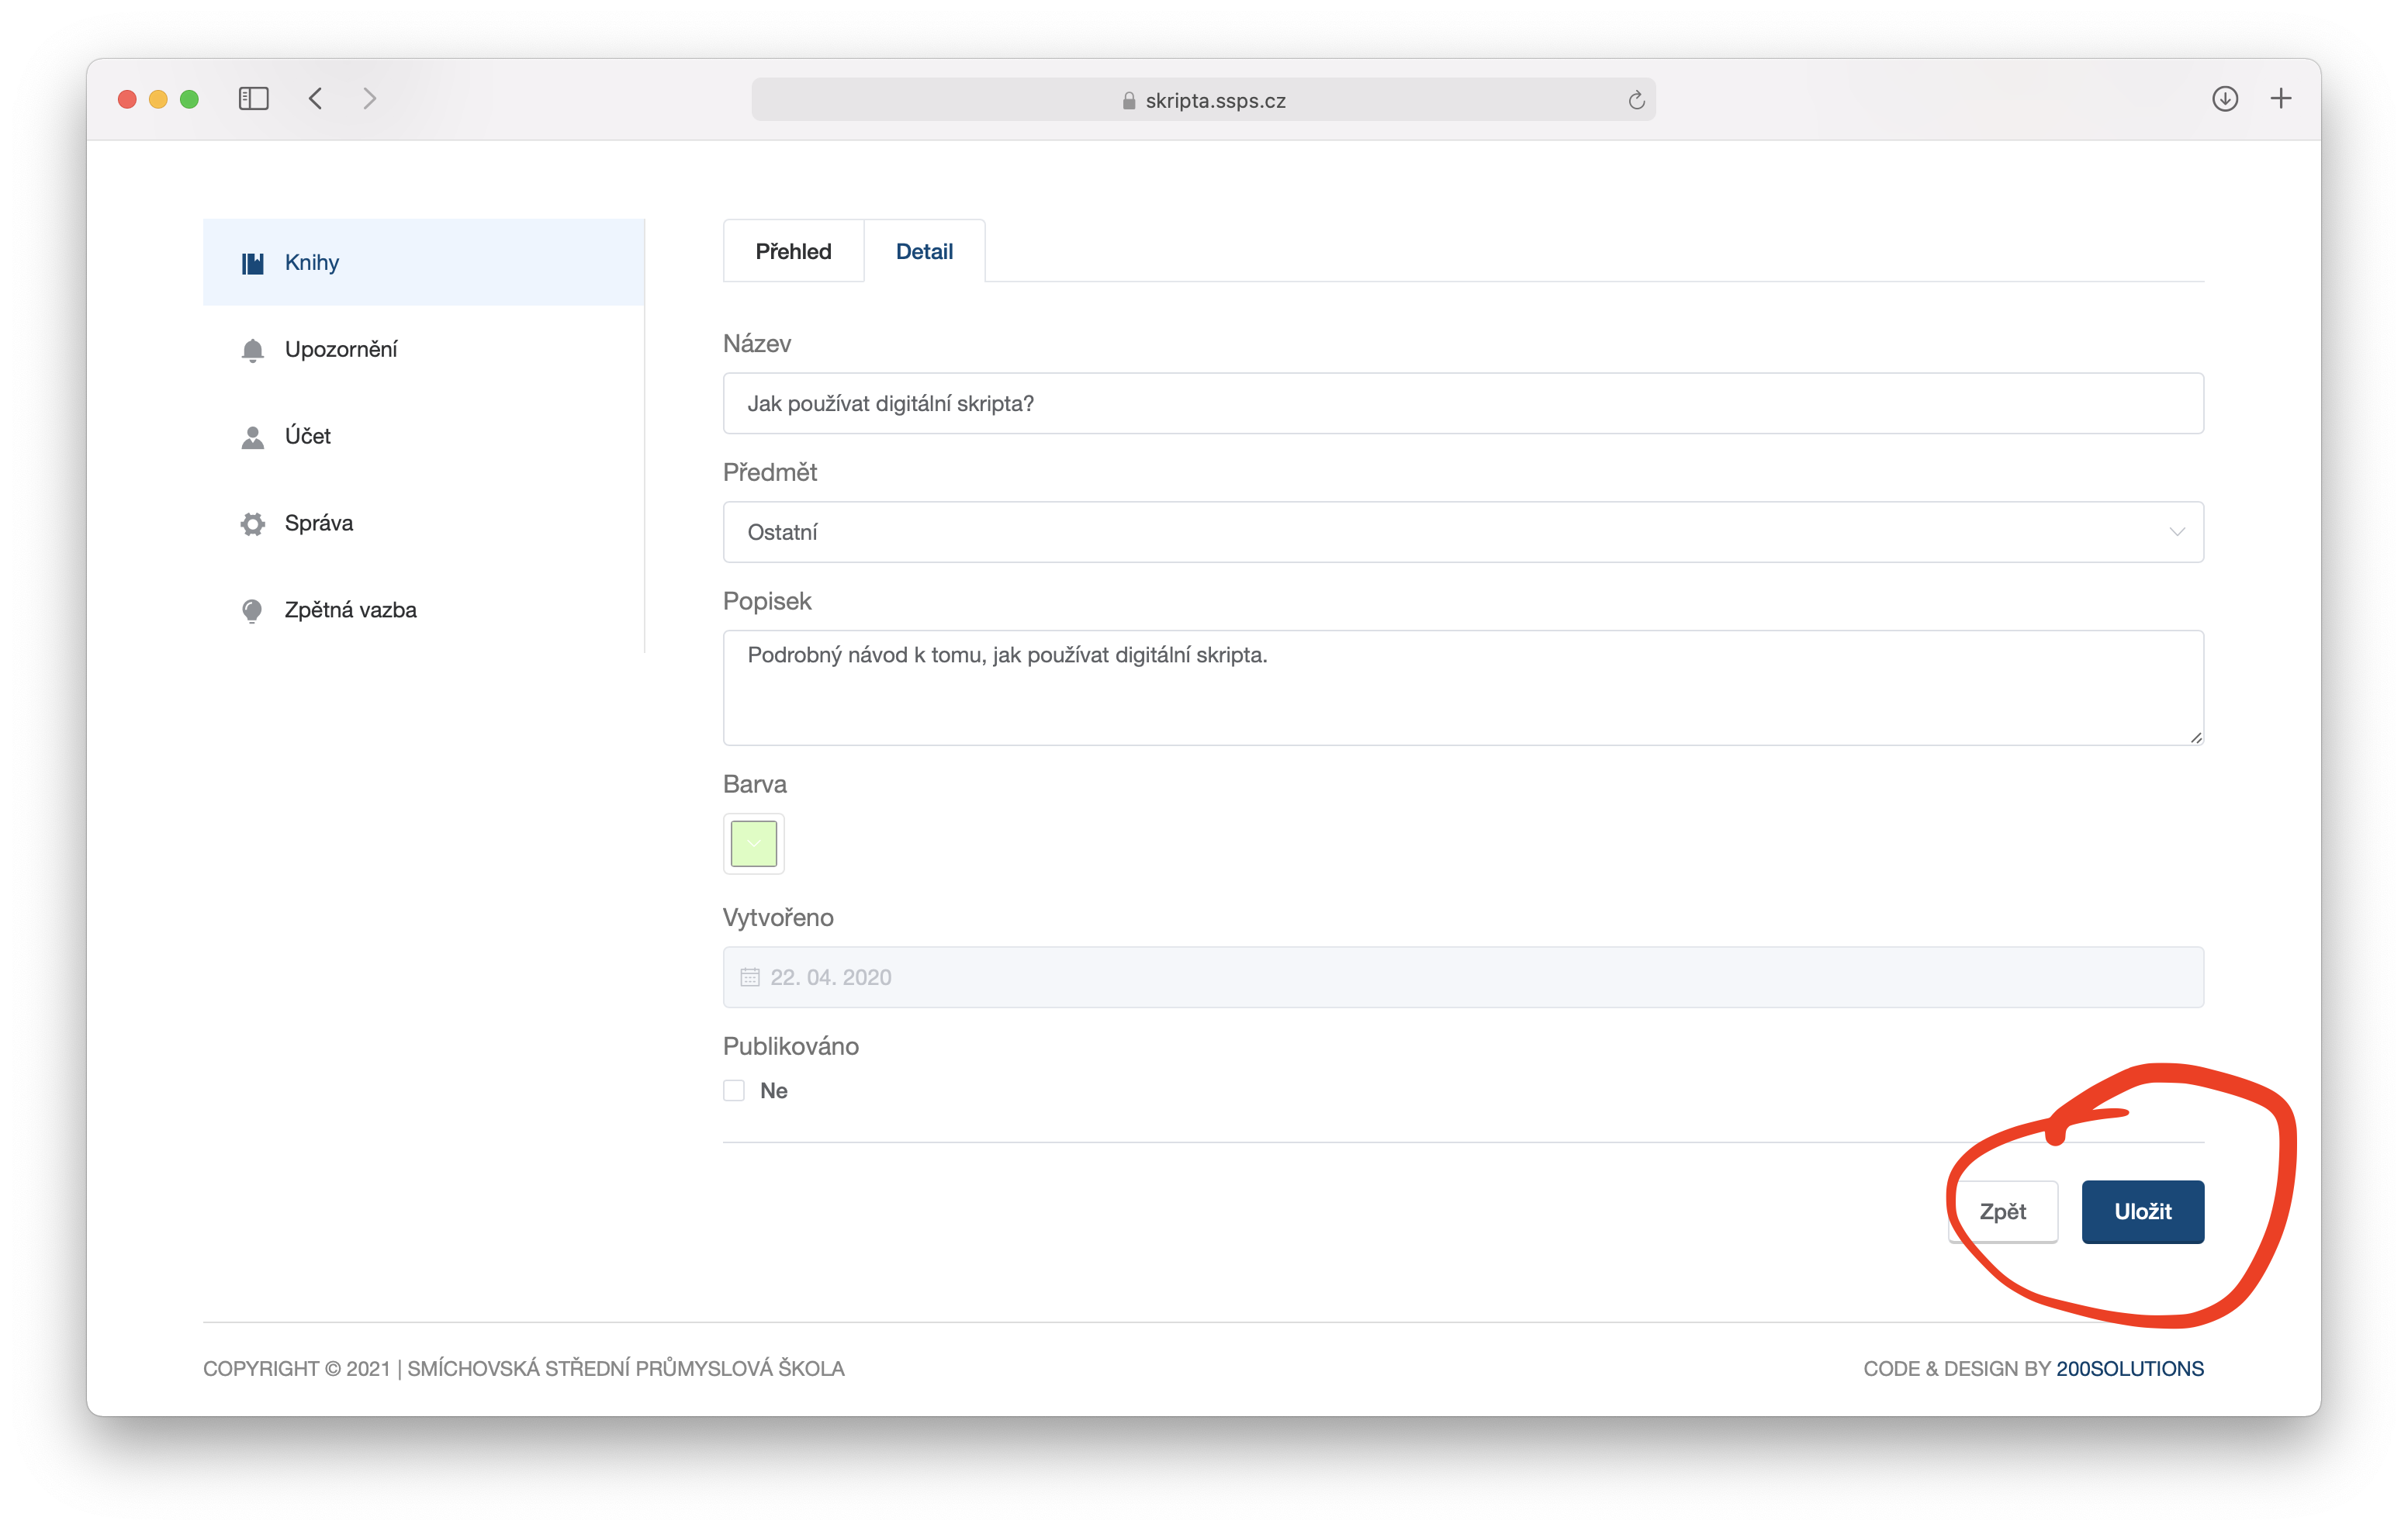 skripta.ssps.cz
Knihy
Upozornění
Účet
Správa
Zpětná vazba
Přehled
Detail
Název
Jak používat digitální skripta?
Předmět
Ostatní
Popisek
Podrobný návod k tomu, jak používat digitální skripta.
Barva
Vytvořeno
22. 04. 2020
Publikováno
Ne
Zpět
Uložit
COPYRIGHT © 2021 | SMÍCHOVSKÁ STŘEDNÍ PRŮMYSLOVÁ ŠKOLA
CODE & DESIGN BY 200SOLUTIONS